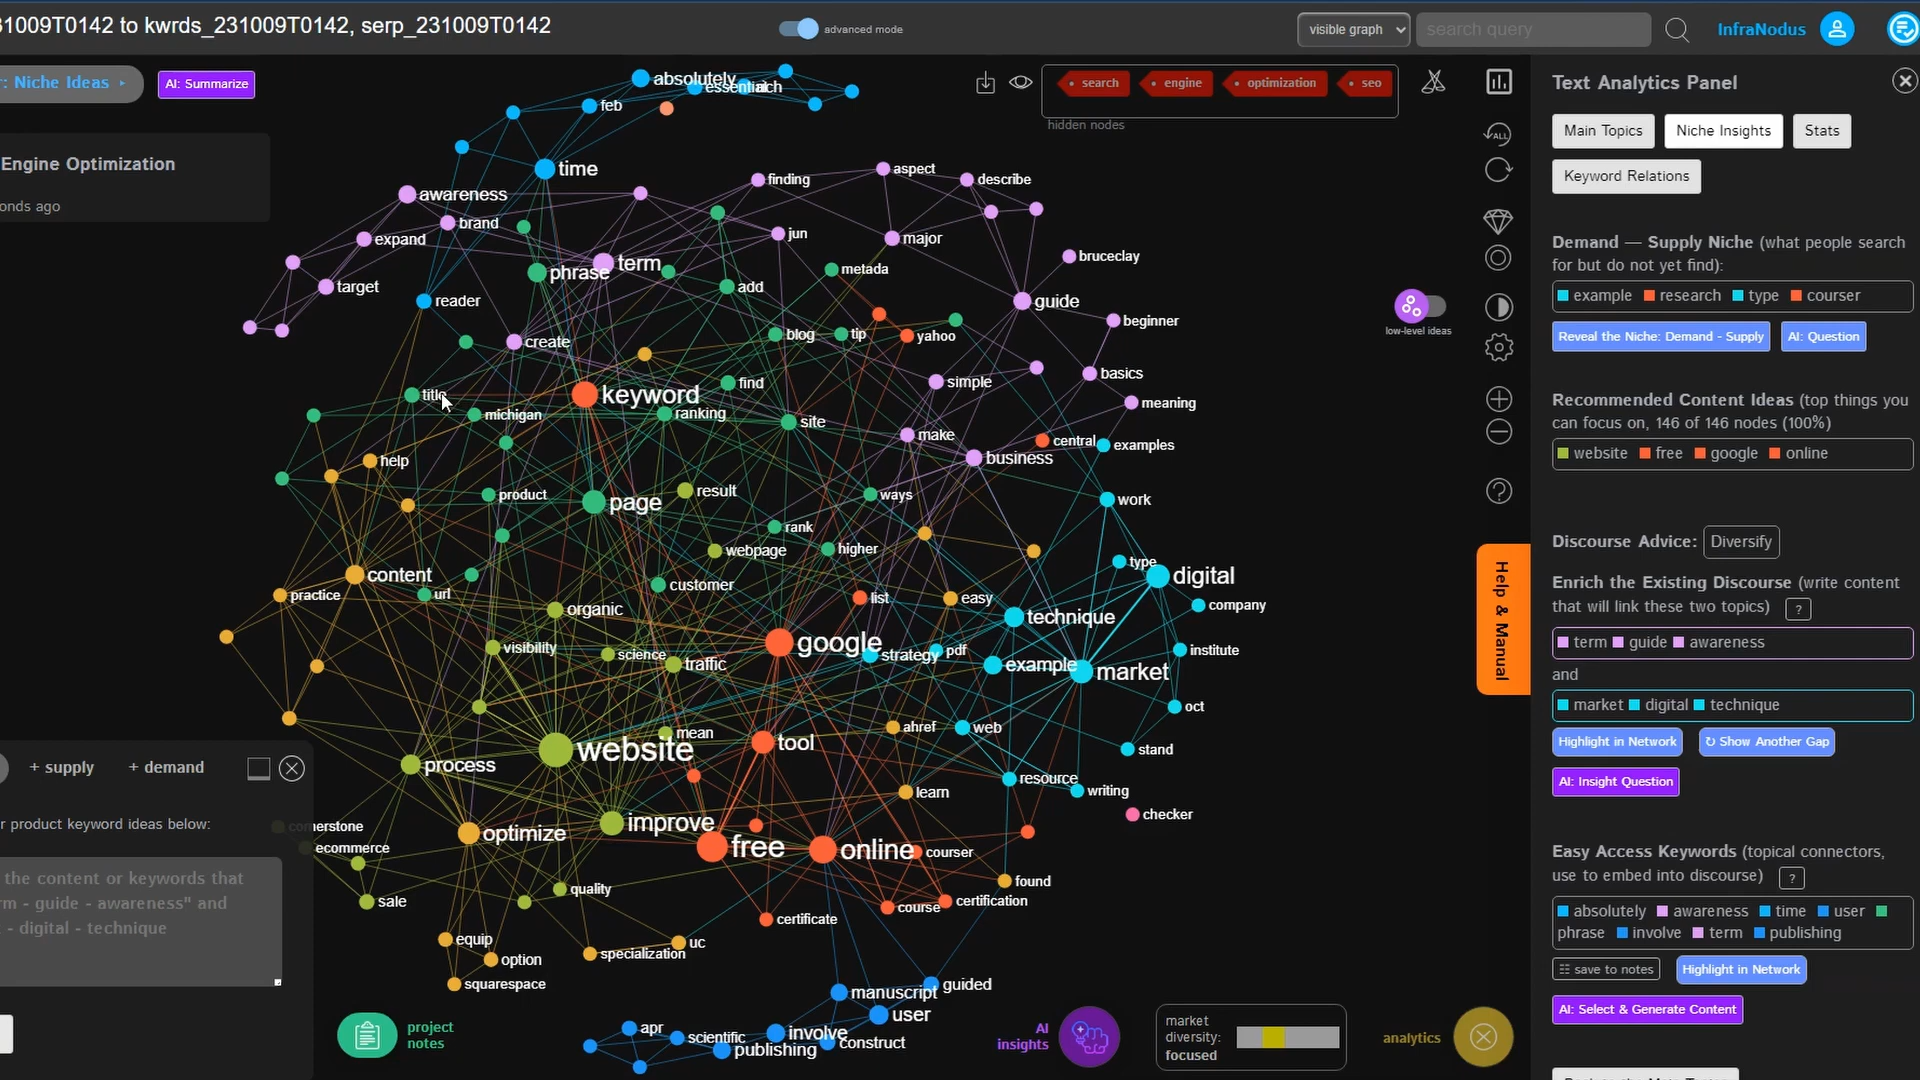 31009T0142 to kwrds_231009T0142, serp_231009T0142
advanced mode
visible graph
search query
InfraNodus
: Niche Ideas
AI: Summarize
Engine Optimization
onds ago
search
engine
optimization
seo
hidden nodes
ALL
low-level ideas
Help & Manual
absolutely
essential
feb
time
awareness
finding
aspect
describe
brand
expand
jun
major
term
phrase
metada
bruceclay
target
add
reader
guide
beginner
blog
tip
yahoo
create
basics
find
simple
keyword
title
michigan
ranking
site
meaning
make
central
examples
business
help
result
ways
work
product
page
rank
webpage
higher
type
digital
content
customer
practice
url
organic
list
easy
company
technique
google
visibility
science
traffic
strategy
pdf
example
market
institute
oct
mean
website
tool
ahref
web
stand
process
resource
writing
learn
checker
improve
optimize
cornerstone
ecommerce
free
online
courser
quality
found
sale
certification
course
certificate
equip
uc
option
specialization
squarespace
guided
manuscript
user
apr
scientific
involve
publishing
construct
+ supply
+ demand
r product keyword ideas below:
the content or keywords that
rm - guide - awareness" and
- digital - technique
project
notes
AI
insights
market
diversity:
focused
analytics
Text Analytics Panel
Main Topics
Niche Insights
Stats
Keyword Relations
Demand — Supply Niche (what people search
for but do not yet find):
example research type courser
Reveal the Niche: Demand - Supply
AI: Question
Recommended Content Ideas (top things you
can focus on, 146 of 146 nodes (100%)
website free google online
Discourse Advice: Diversify
Enrich the Existing Discourse (write content
that will link these two topics) ?
term guide awareness
and
market digital technique
Highlight in Network
↻ Show Another Gap
AI: Insight Question
Easy Access Keywords (topical connectors,
use to embed into discourse) ?
absolutely awareness time user
phrase involve term publishing
save to notes
Highlight in Network
AI: Select & Generate Content